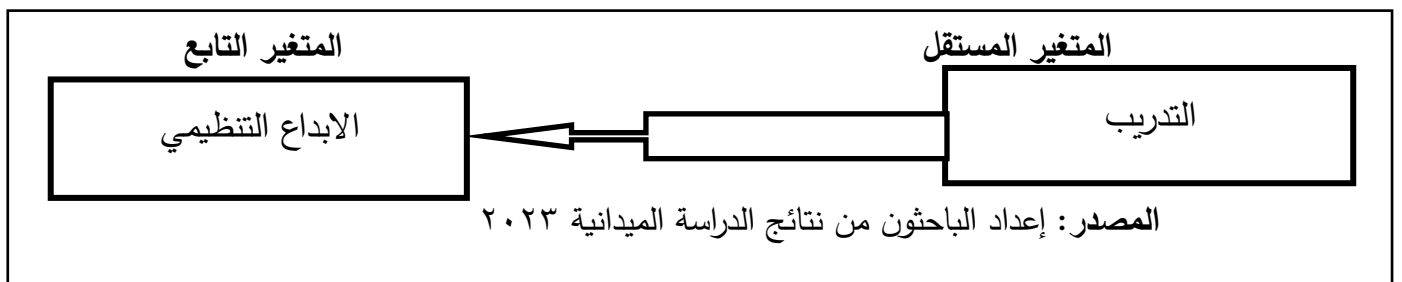 المتغير المستقل
المتغير التابع
التدريب
الابداع التنظيمي
المصدر: إعداد الباحثون من نتائج الدراسة الميدانية ٢٠٢٣